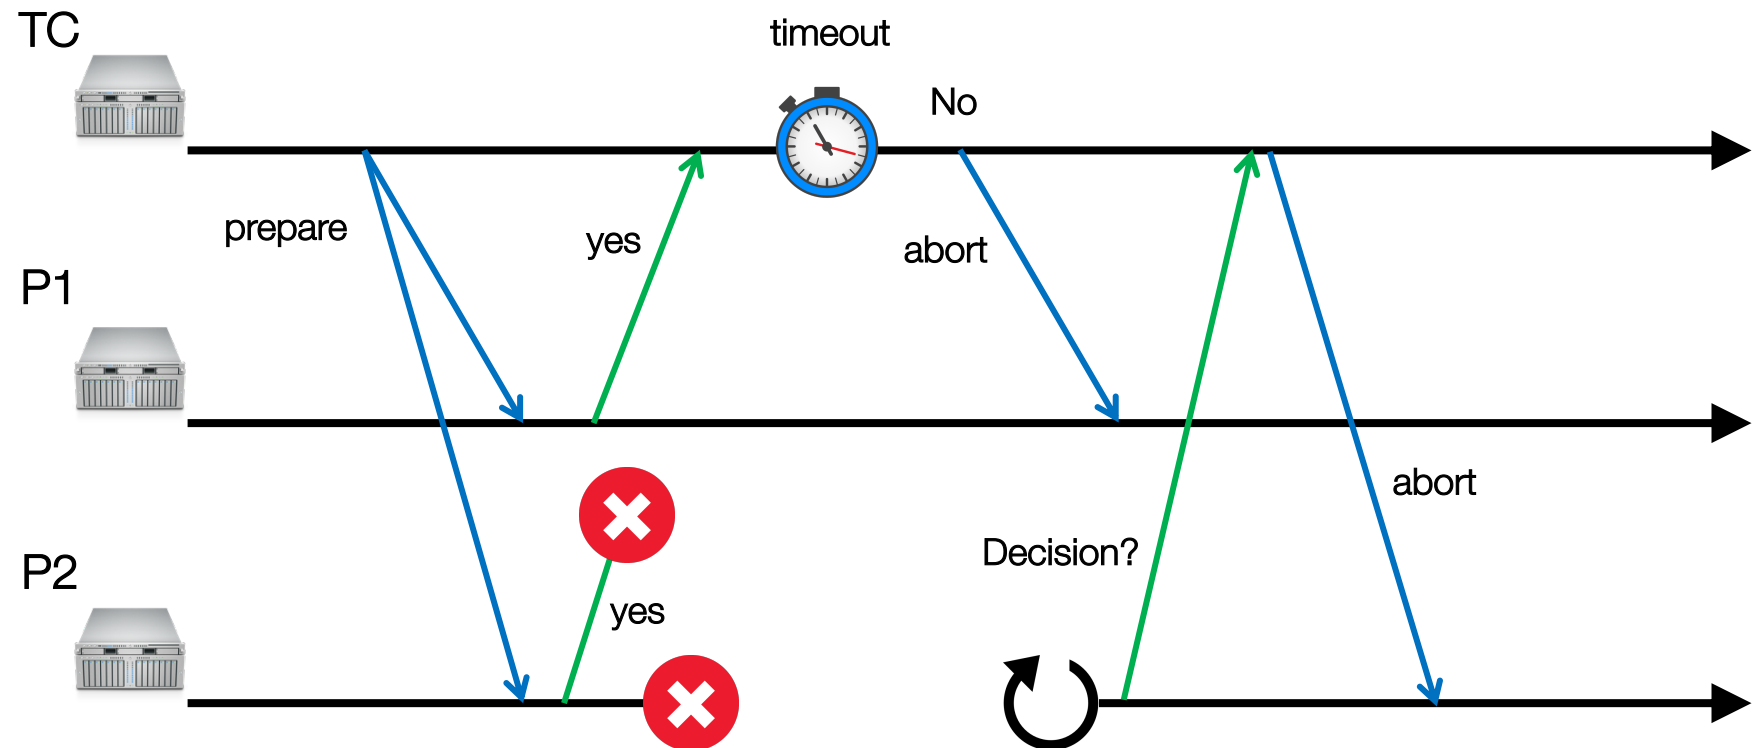 TC
timeout
No
prepare
yes
abort
P1
abort
Decision?
P2
yes